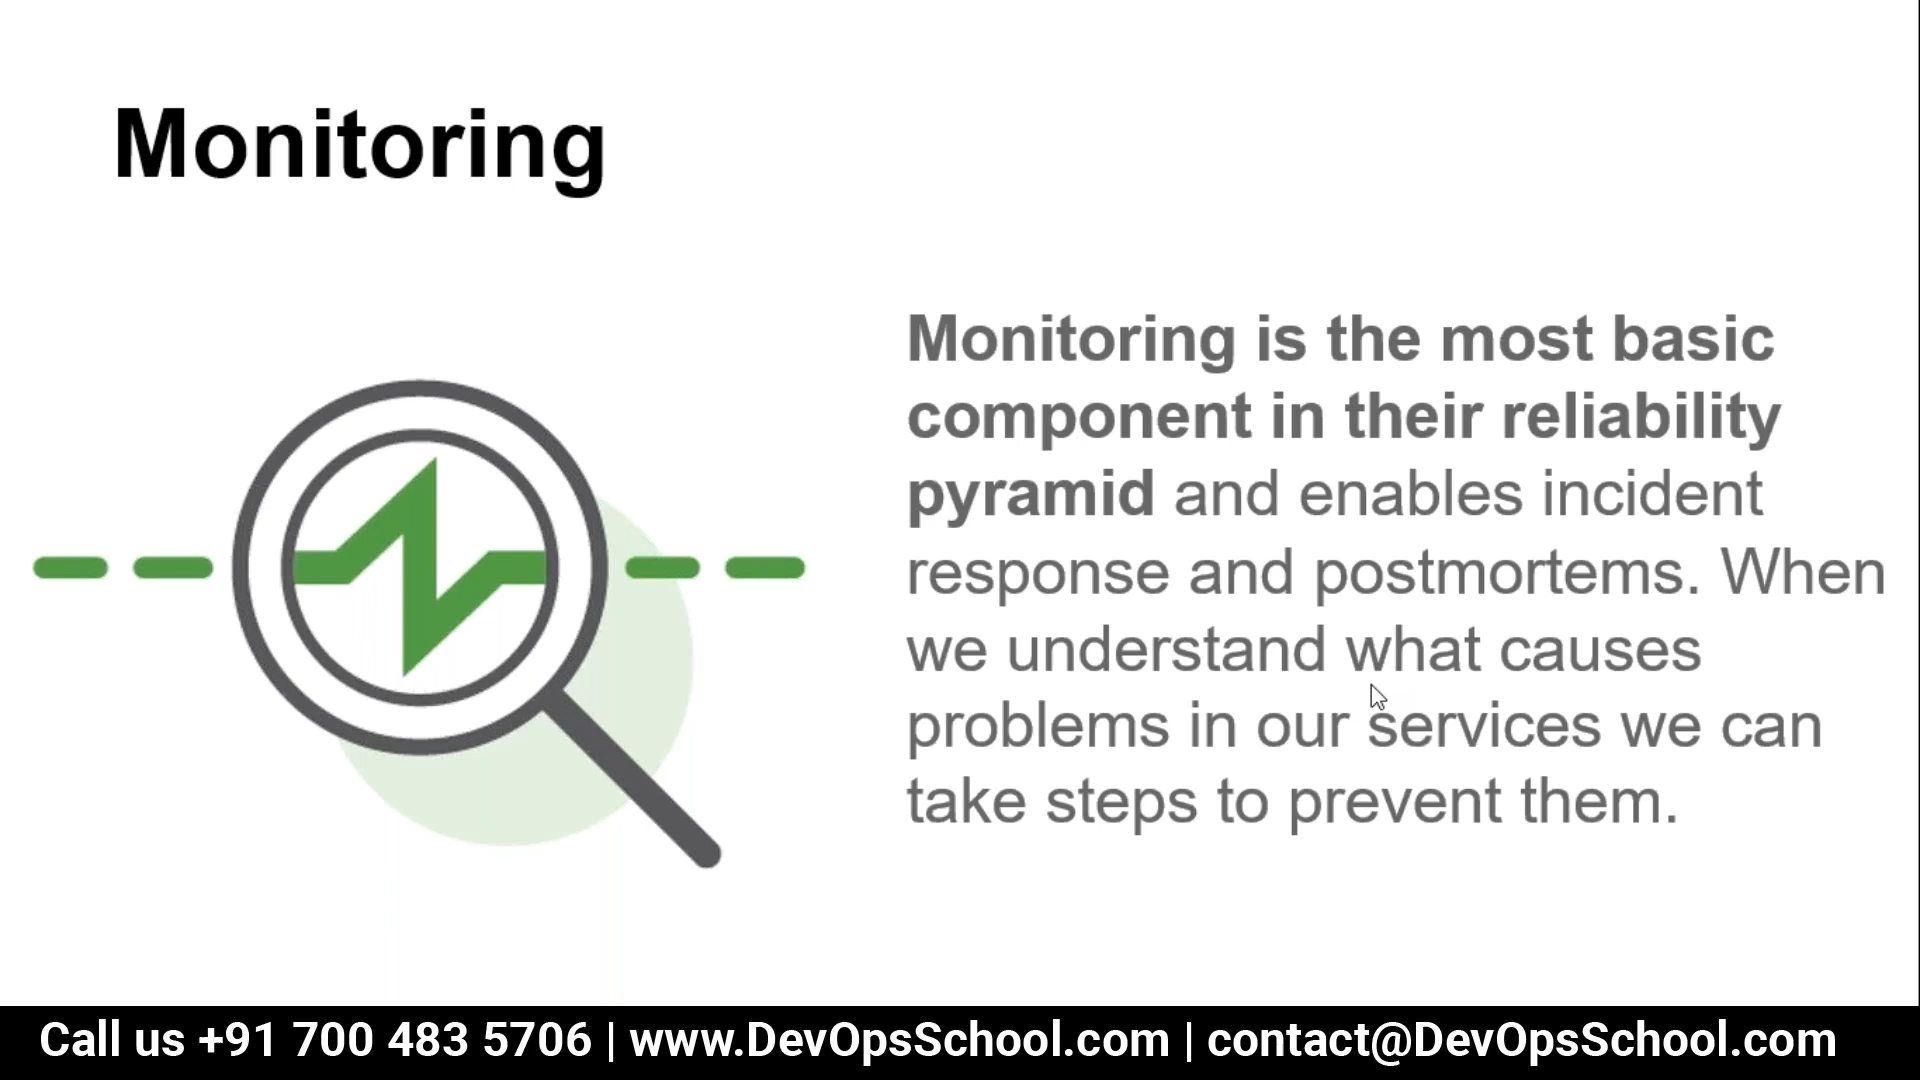 Monitoring
Monitoring is the most basic
component in their reliability
pyramid and enables incident
response and postmortems. When
we understand what causes
problems in our services we can
take steps to prevent them.
Call us +91 700 483 5706 | www.DevOpsSchool.com | contact@DevOpsSchool.com